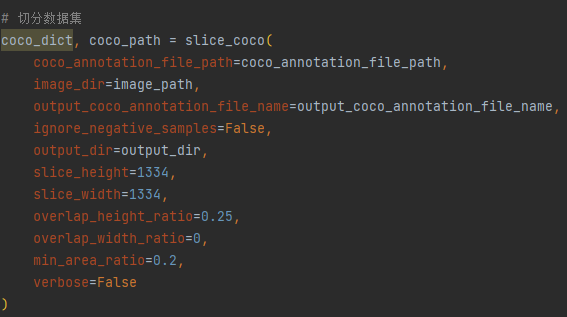 # 切分数据集
coco_dict, coco_path = slice_coco(
    coco_annotation_file_path=coco_annotation_file_path,
    image_dir=image_path,
    output_coco_annotation_file_name=output_coco_annotation_file_name,
    ignore_negative_samples=False,
    output_dir=output_dir,
    slice_height=1334,
    slice_width=1334,
    overlap_height_ratio=0.25,
    overlap_width_ratio=0,
    min_area_ratio=0.2,
    verbose=False
)